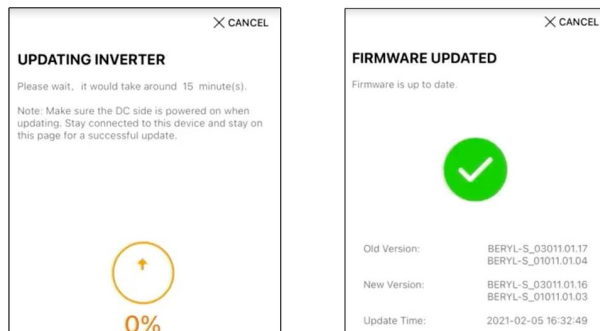 CANCEL
UPDATING INVERTER
Please wait, it would take around 15 minute(s).
Note: Make sure the DC side is powered on when
updating. Stay connected to this device and stay on
this page for a successful update.
0%
CANCEL
FIRMWARE UPDATED
Firmware is up to date.
Old Version: BERYL-S_03011.01.17
BERYL-S_01011.01.04
New Version: BERYL-S_03011.01.16
BERYL-S_01011.01.03
Update Time: 2021-02-05 16:32:49